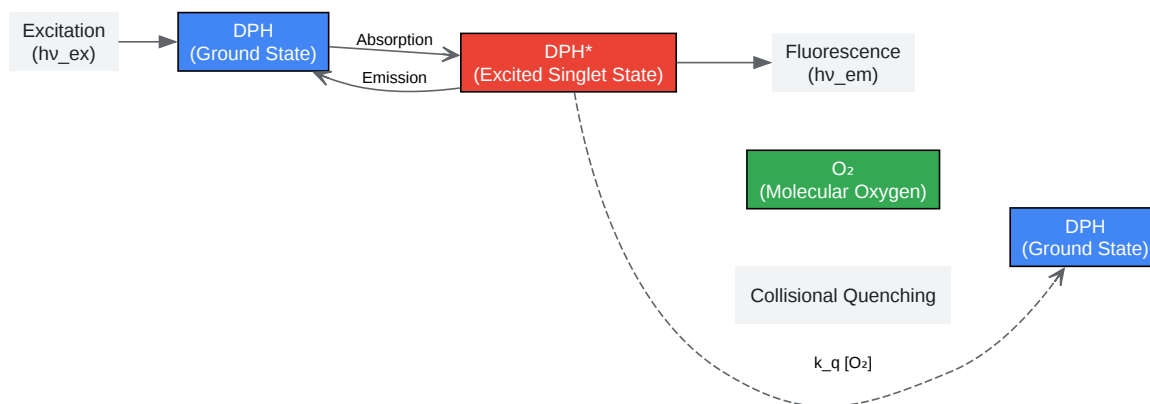 Excitation
(hν_ex)
DPH
(Ground State)
Absorption
Emission
DPH*
(Excited Singlet State)
Fluorescence
(hν_em)
O₂
(Molecular Oxygen)
DPH
(Ground State)
Collisional Quenching
k_q [O₂]